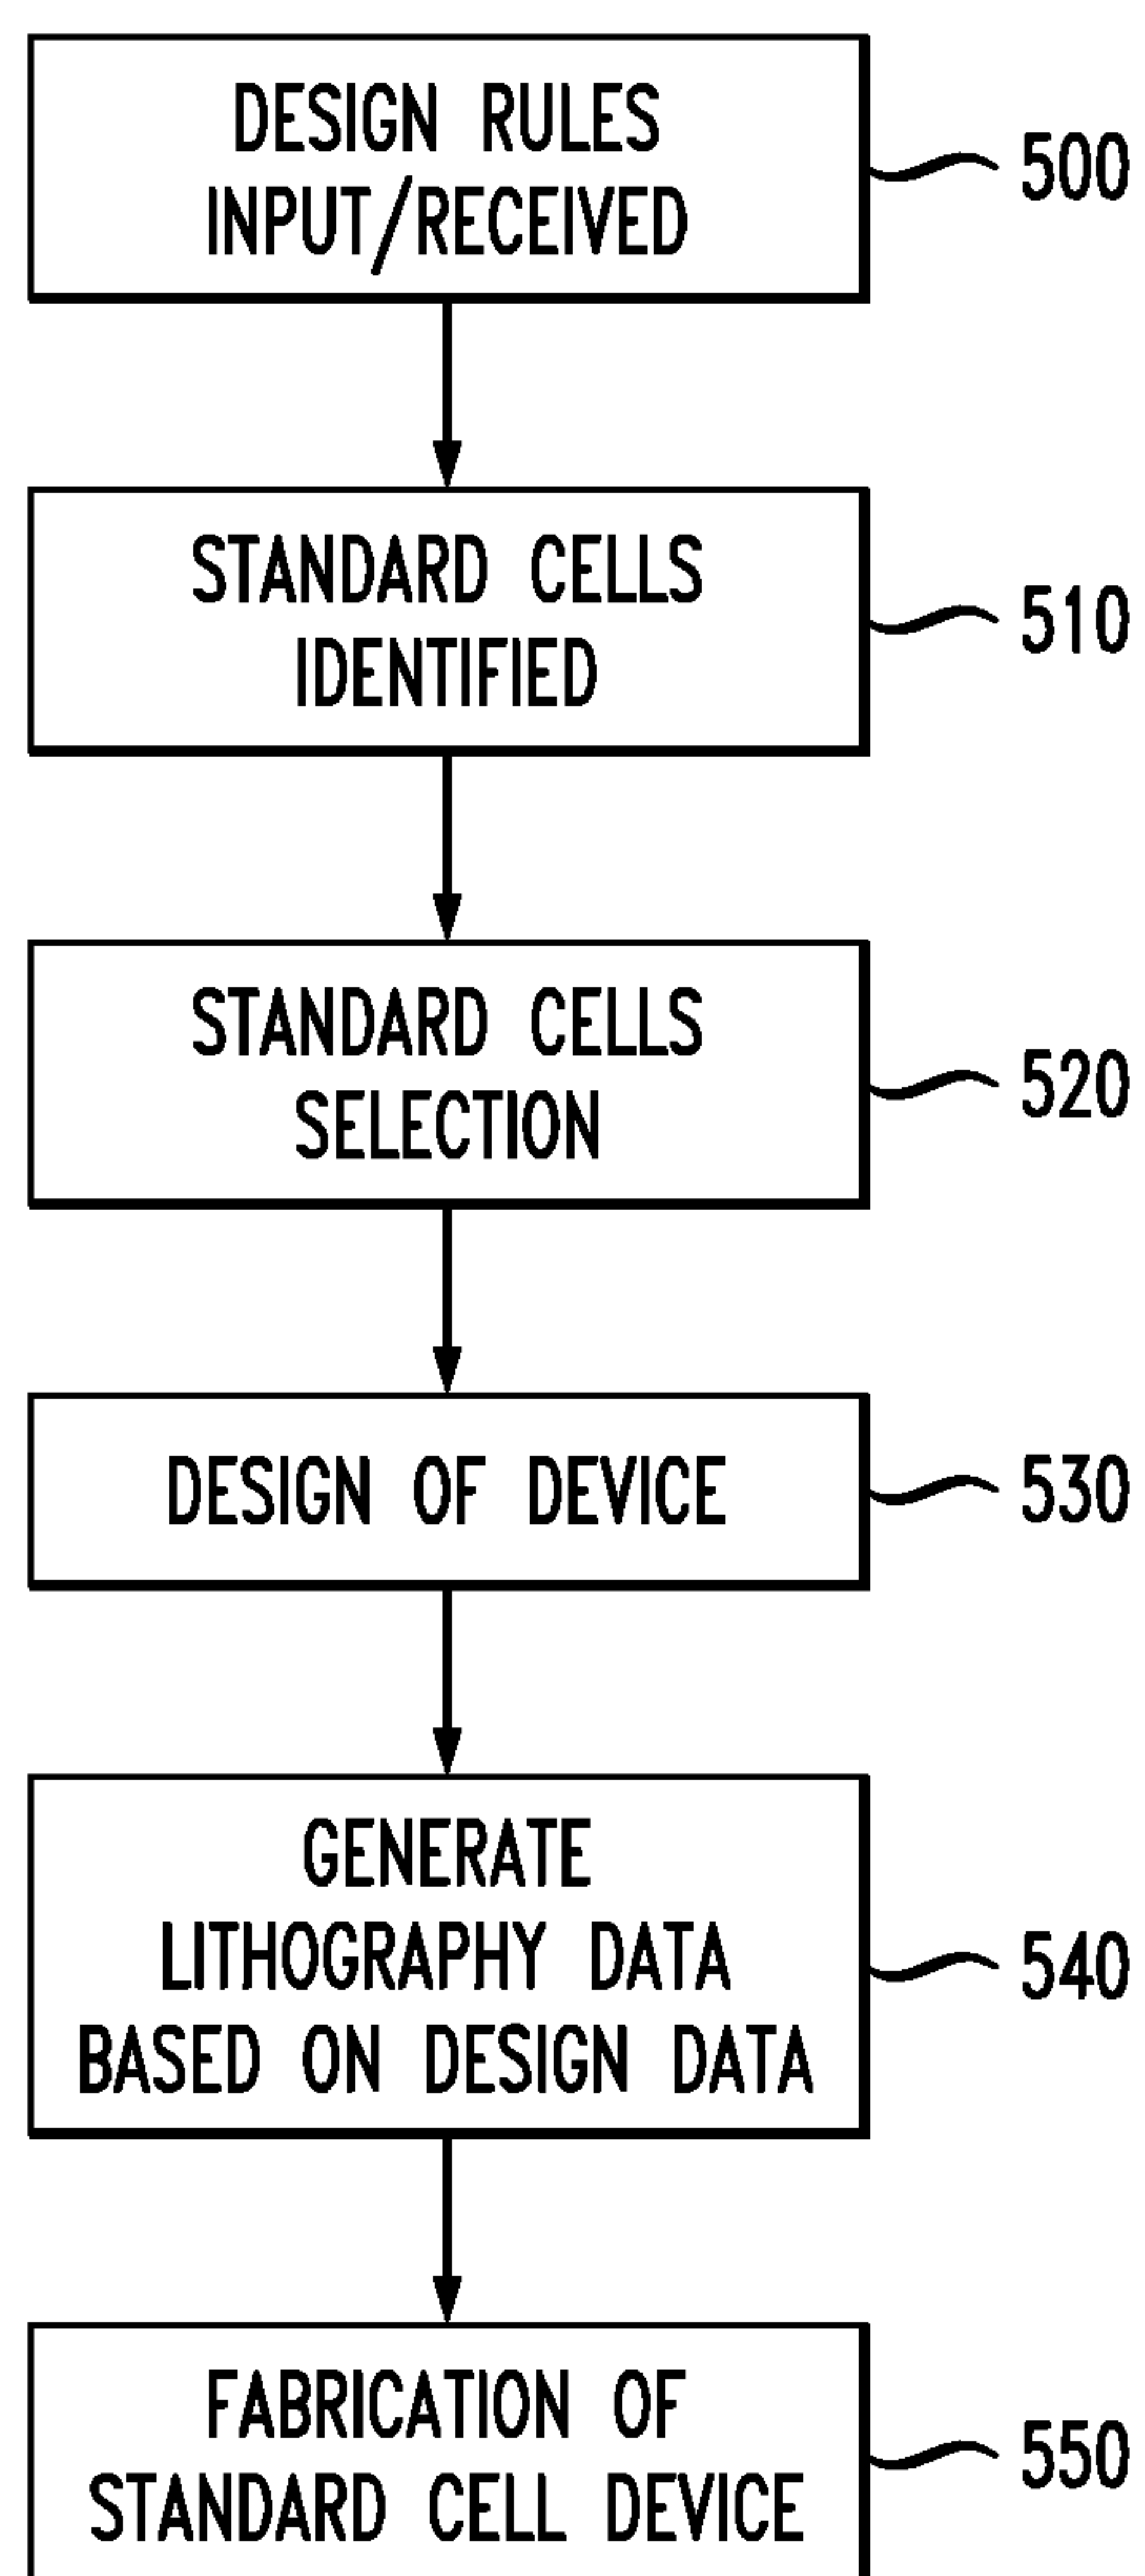 DESIGN RULES
INPUT/RECEIVED
500
STANDARD CELLS
IDENTIFIED
510
STANDARD CELLS
SELECTION
520
DESIGN OF DEVICE
530
GENERATE
LITHOGRAPHY DATA
BASED ON DESIGN DATA
540
FABRICATION OF
STANDARD CELL DEVICE
550